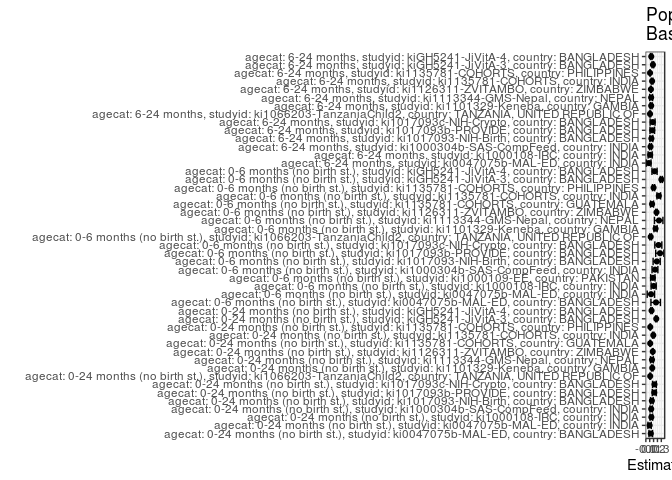 Pop
Bas
agecat: 6-24 months, studyid: kiGH5241-JiVitA-4, country: BANGLADESH
agecat: 6-24 months, studyid: kiGH5241-JiVitA-3, country: BANGLADESH
agecat: 6-24 months, studyid: ki1135781-COHORTS, country: PHILIPPINES
agecat: 6-24 months, studyid: ki1135781-COHORTS, country: INDIA
agecat: 6-24 months, studyid: ki1126311-ZVITAMBO, country: ZIMBABWE
agecat: 6-24 months, studyid: ki1113344-GMS-Nepal, country: NEPAL
agecat: 6-24 months, studyid: ki1101329-Keneba, country: GAMBIA
agecat: 6-24 months, studyid: ki1066203-TanzaniaChild2, country: TANZANIA, UNITED REPUBLIC OF
agecat: 6-24 months, studyid: ki1017093c-NIH-Crypto, country: BANGLADESH
agecat: 6-24 months, studyid: ki1017093b-PROVIDE, country: BANGLADESH
agecat: 6-24 months, studyid: ki1017093-NIH-Birth, country: BANGLADESH
agecat: 6-24 months, studyid: ki1000304b-SAS-CompFeed, country: INDIA
agecat: 6-24 months, studyid: ki1000108-IRC, country: INDIA
agecat: 6-24 months, studyid: ki0047075b-MAL-ED, country: INDIA
agecat: 0-6 months (no birth st.), studyid: kiGH5241-JiVitA-4, country: BANGLADESH
agecat: 0-6 months (no birth st.), studyid: kiGH5241-JiVitA-3, country: BANGLADESH
agecat: 0-6 months (no birth st.), studyid: ki1135781-COHORTS, country: PHILIPPINES
agecat: 0-6 months (no birth st.), studyid: ki1135781-COHORTS, country: INDIA
agecat: 0-6 months (no birth st.), studyid: ki1135781-COHORTS, country: GUATEMALA
agecat: 0-6 months (no birth st.), studyid: ki1126311-ZVITAMBO, country: ZIMBABWE
agecat: 0-6 months (no birth st.), studyid: ki1113344-GMS-Nepal, country: NEPAL
agecat: 0-6 months (no birth st.), studyid: ki1101329-Keneba, country: GAMBIA
agecat: 0-6 months (no birth st.), studyid: ki1066203-TanzaniaChild2, country: TANZANIA, UNITED REPUBLIC OF
agecat: 0-6 months (no birth st.), studyid: ki1017093c-NIH-Crypto, country: BANGLADESH
agecat: 0-6 months (no birth st.), studyid: ki1017093b-PROVIDE, country: BANGLADESH
agecat: 0-6 months (no birth st.), studyid: ki1017093-NIH-Birth, country: BANGLADESH
agecat: 0-6 months (no birth st.), studyid: ki1000304b-SAS-CompFeed, country: INDIA
agecat: 0-6 months (no birth st.), studyid: ki1000109-EE, country: PAKISTAN
agecat: 0-6 months (no birth st.), studyid: ki1000108-IRC, country: INDIA
agecat: 0-6 months (no birth st.), studyid: ki0047075b-MAL-ED, country: INDIA
agecat: 0-6 months (no birth st.), studyid: ki0047075b-MAL-ED, country: BANGLADESH
agecat: 0-24 months (no birth st.), studyid: kiGH5241-JiVitA-4, country: BANGLADESH
agecat: 0-24 months (no birth st.), studyid: kiGH5241-JiVitA-3, country: BANGLADESH
agecat: 0-24 months (no birth st.), studyid: ki1135781-COHORTS, country: PHILIPPINES
agecat: 0-24 months (no birth st.), studyid: ki1135781-COHORTS, country: INDIA
agecat: 0-24 months (no birth st.), studyid: ki1135781-COHORTS, country: GUATEMALA
agecat: 0-24 months (no birth st.), studyid: ki1126311-ZVITAMBO, country: ZIMBABWE
agecat: 0-24 months (no birth st.), studyid: ki1113344-GMS-Nepal, country: NEPAL
agecat: 0-24 months (no birth st.), studyid: ki1101329-Keneba, country: GAMBIA
agecat: 0-24 months (no birth st.), studyid: ki1066203-TanzaniaChild2, country: TANZANIA, UNITED REPUBLIC OF
agecat: 0-24 months (no birth st.), studyid: ki1017093c-NIH-Crypto, country: BANGLADESH
agecat: 0-24 months (no birth st.), studyid: ki1017093b-PROVIDE, country: BANGLADESH
agecat: 0-24 months (no birth st.), studyid: ki1017093-NIH-Birth, country: BANGLADESH
agecat: 0-24 months (no birth st.), studyid: ki1000304b-SAS-CompFeed, country: INDIA
agecat: 0-24 months (no birth st.), studyid: ki1000108-IRC, country: INDIA
agecat: 0-24 months (no birth st.), studyid: ki0047075b-MAL-ED, country: INDIA
agecat: 0-24 months (no birth st.), studyid: ki0047075b-MAL-ED, country: BANGLADESH
Estimat